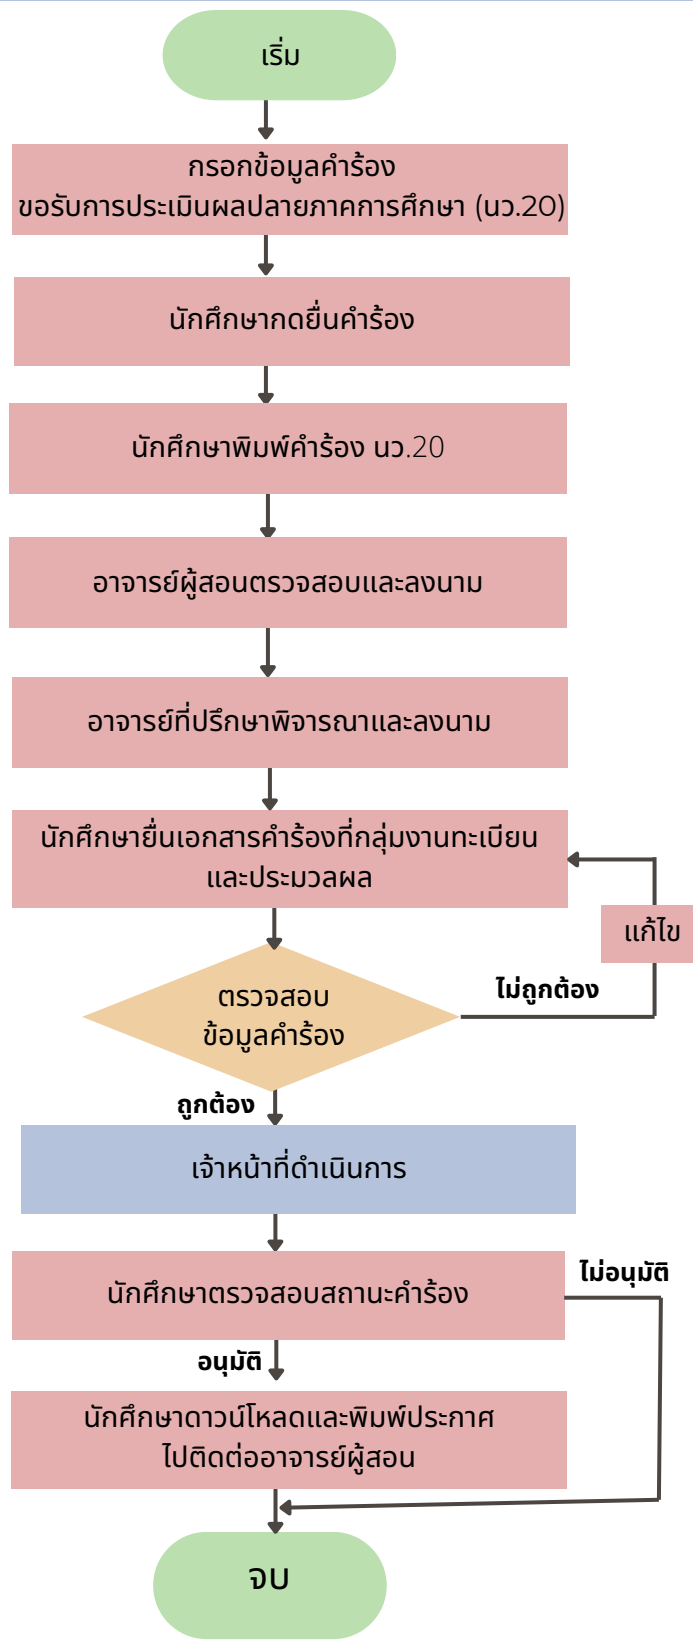 เริ่ม
กรอกข้อมูลคำร้อง
ขอรับการประเมินผลปลายภาคการศึกษา (นว.20)
นักศึกษากดยื่นคำร้อง
นักศึกษาพิมพ์คำร้อง นว.20
อาจารย์ผู้สอนตรวจสอบและลงนาม
อาจารย์ที่ปรึกษาพิจารณาและลงนาม
นักศึกษายื่นเอกสารคำร้องที่กลุ่มงานทะเบียน
และประมวลผล
แก้ไข
ตรวจสอบ
ข้อมูลคำร้อง
ไม่ถูกต้อง
ถูกต้อง
เจ้าหน้าที่ดำเนินการ
นักศึกษาตรวจสอบสถานะคำร้อง
ไม่อนุมัติ
อนุมัติ
นักศึกษาดาวน์โหลดและพิมพ์ประกาศ
ไปติดต่ออาจารย์ผู้สอน
จบ